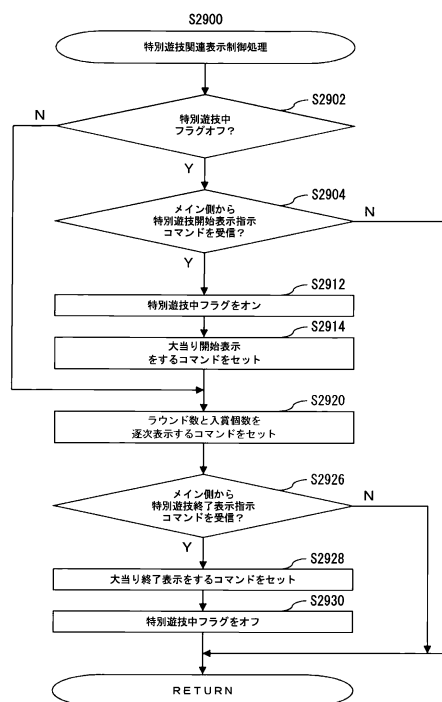 S2900
特別遊技関連表示制御処理
S2902
N
特別遊技中
フラグオフ？
Y
S2904
メイン側から
特別遊技開始表示指示
コマンドを受信？
N
Y
S2912
特別遊技中フラグをオン
S2914
大当り開始表示
をするコマンドをセット
S2920
ラウンド数と入賞個数を
逐次表示するコマンドをセット
S2926
メイン側から
特別遊技終了表示指示
コマンドを受信？
N
Y
S2928
大当り終了表示をするコマンドをセット
S2930
特別遊技中フラグをオフ
RETURN